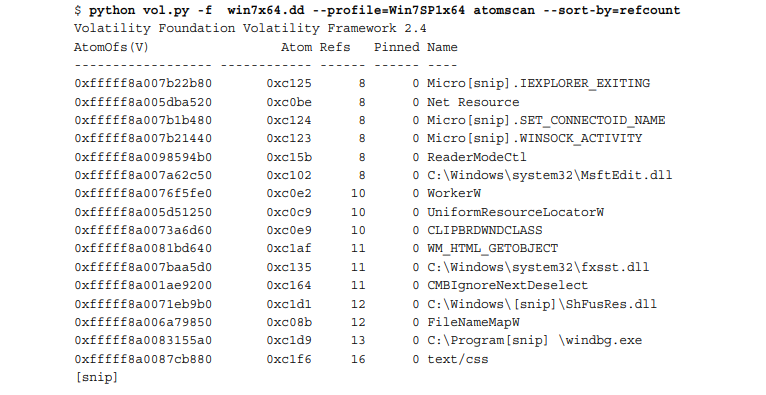 $ python vol.py -f  win7x64.dd --profile=Win7SP1x64 atomscan --sort-by=refcount
Volatility Foundation Volatility Framework 2.4
AtomOfs(V)                 Atom Refs   Pinned Name
------------------ ------------ ------ ------ ----
0xfffff8a007b22b80       0xc125      8      0 Micro[snip].IEXPLORER_EXITING
0xfffff8a005dba520       0xc0be      8      0 Net Resource
0xfffff8a007b1b480       0xc124      8      0 Micro[snip].SET_CONNECTOID_NAME
0xfffff8a007b21440       0xc123      8      0 Micro[snip].WINSOCK_ACTIVITY
0xfffff8a0098594b0       0xc15b      8      0 ReaderModeCtl
0xfffff8a007a62c50       0xc102      8      0 C:\Windows\system32\MsftEdit.dll
0xfffff8a0076f5fe0       0xc0e2     10      0 WorkerW
0xfffff8a005d51250       0xc0c9     10      0 UniformResourceLocatorW
0xfffff8a0073a6d60       0xc0e9     10      0 CLIPBRDWNDCLASS
0xfffff8a0081bd640       0xc1af     11      0 WM_HTML_GETOBJECT
0xfffff8a007baa5d0       0xc135     11      0 C:\Windows\system32\fxsst.dll
0xfffff8a001ae9200       0xc164     11      0 CMBIgnoreNextDeselect
0xfffff8a0071eb9b0       0xc1d1     12      0 C:\Windows\[snip]\ShFusRes.dll
0xfffff8a006a79850       0xc08b     12      0 FileNameMapW
0xfffff8a0083155a0       0xc1d9     13      0 C:\Program[snip] \windbg.exe
0xfffff8a0087cb880       0xc1f6     16      0 text/css
[snip]